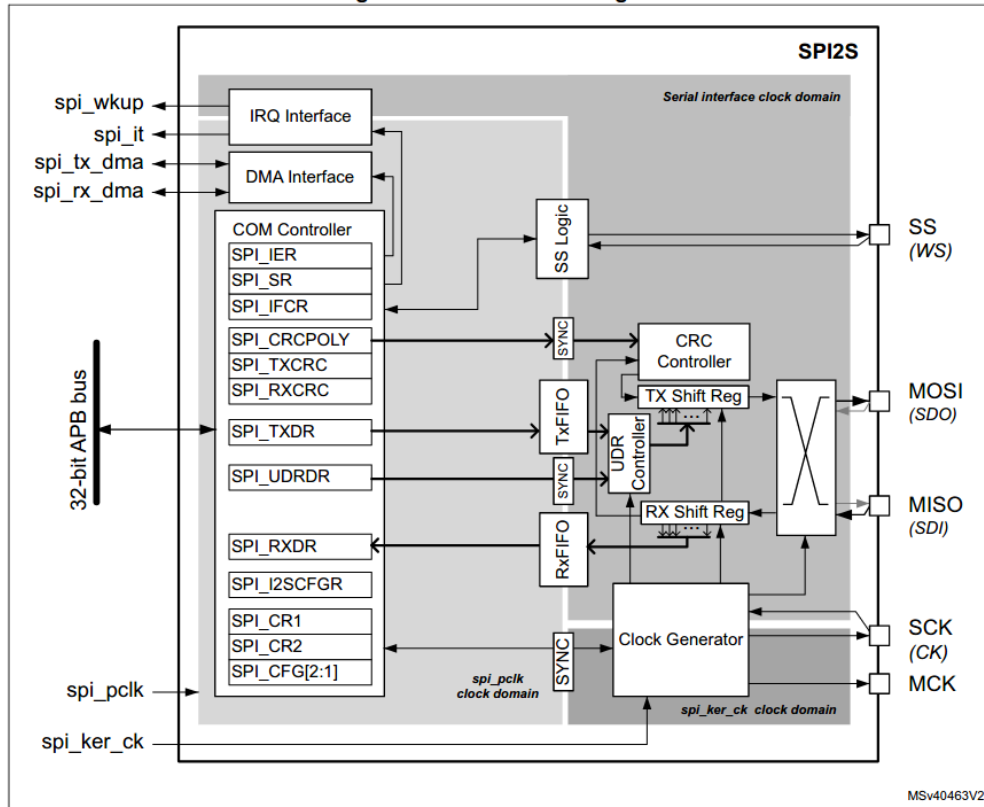 SPI2S
Serial interface clock domain
spi_wkup
IRQ Interface
spi_it
spi_tx_dma
DMA Interface
spi_rx_dma
COM Controller
SPI_IER
SPI_SR
SPI_IFCR
SS Logic
SS
(WS)
SPI_CRCPOLY
SYNC
CRC
Controller
SPI_TXCRC
SPI_RXCRC
TX Shift Reg
...
MOSI
(SDO)
32-bit APB bus
SPI_TXDR
TxFIFO
UDR
Controller
SPI_UDRDR
SYNC
RX Shift Reg
...
MISO
(SDI)
SPI_RXDR
RxFIFO
SPI_I2SCFGR
SPI_CR1
SPI_CR2
SPI_CFG[2:1]
SYNC
Clock Generator
SCK
(CK)
MCK
spi_pclk
spi_pclk
clock domain
spi_ker_ck clock domain
spi_ker_ck
MSv40463V2